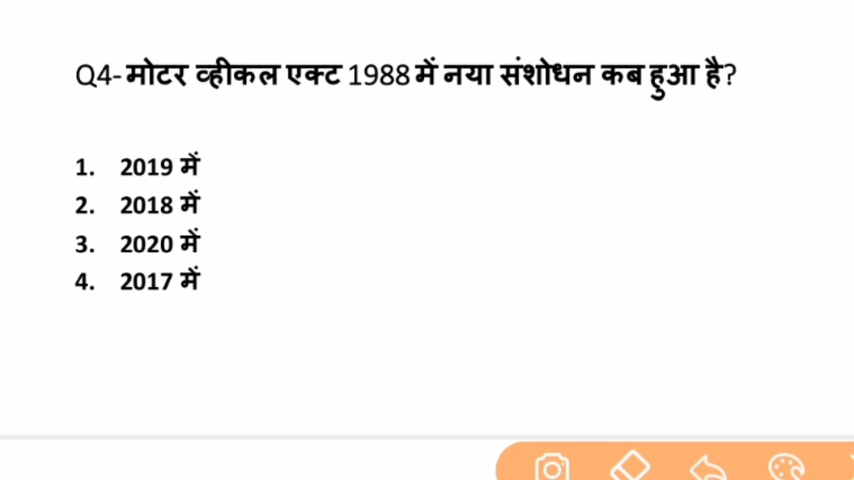 Q4- मोटर व्हीकल एक्ट 1988 में नया संशोधन कब हुआ है?
1. 2019 में
2. 2018 में
3. 2020 में
4. 2017 में